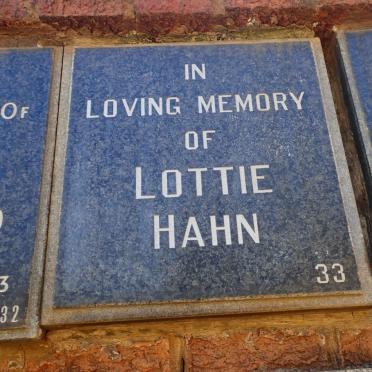 IN
LOVING MEMORY
OF
LOTTIE
HAHN
33
OF
3
32